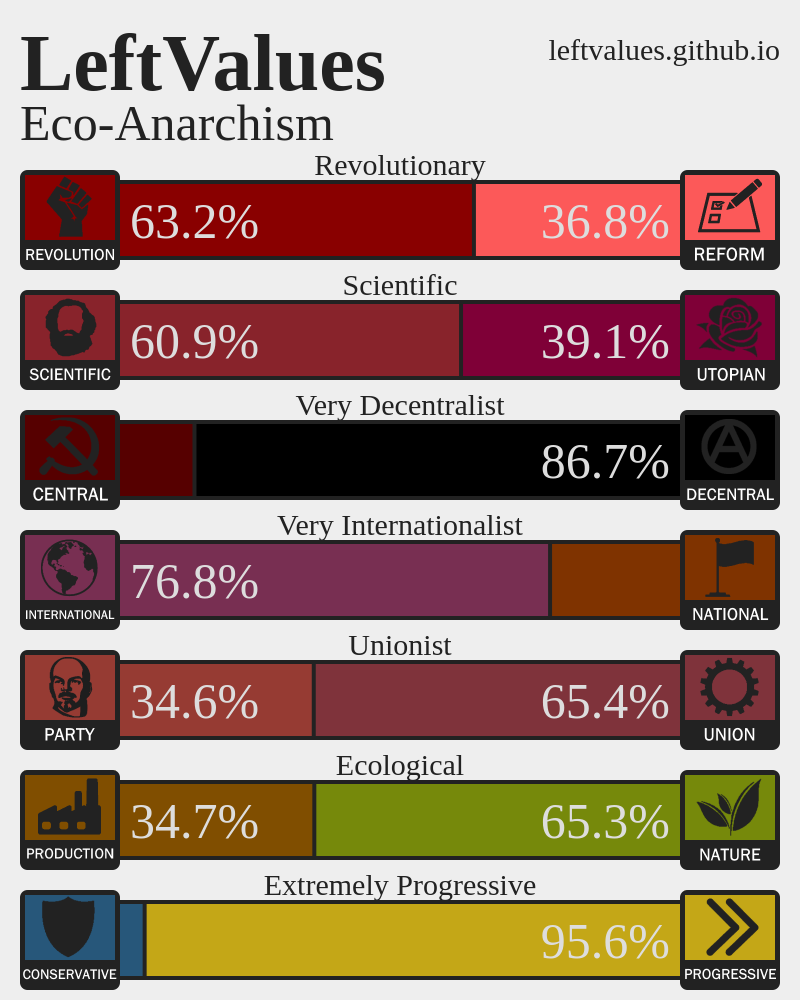 LeftValues
leftvalues.github.io
Eco-Anarchism
Revolutionary
REVOLUTION
63.2%
36.8%
REFORM
Scientific
SCIENTIFIC
60.9%
39.1%
UTOPIAN
Very Decentralist
CENTRAL
86.7%
DECENTRAL
Very Internationalist
INTERNATIONAL
76.8%
NATIONAL
Unionist
PARTY
34.6%
65.4%
UNION
Ecological
PRODUCTION
34.7%
65.3%
NATURE
Extremely Progressive
CONSERVATIVE
95.6%
PROGRESSIVE